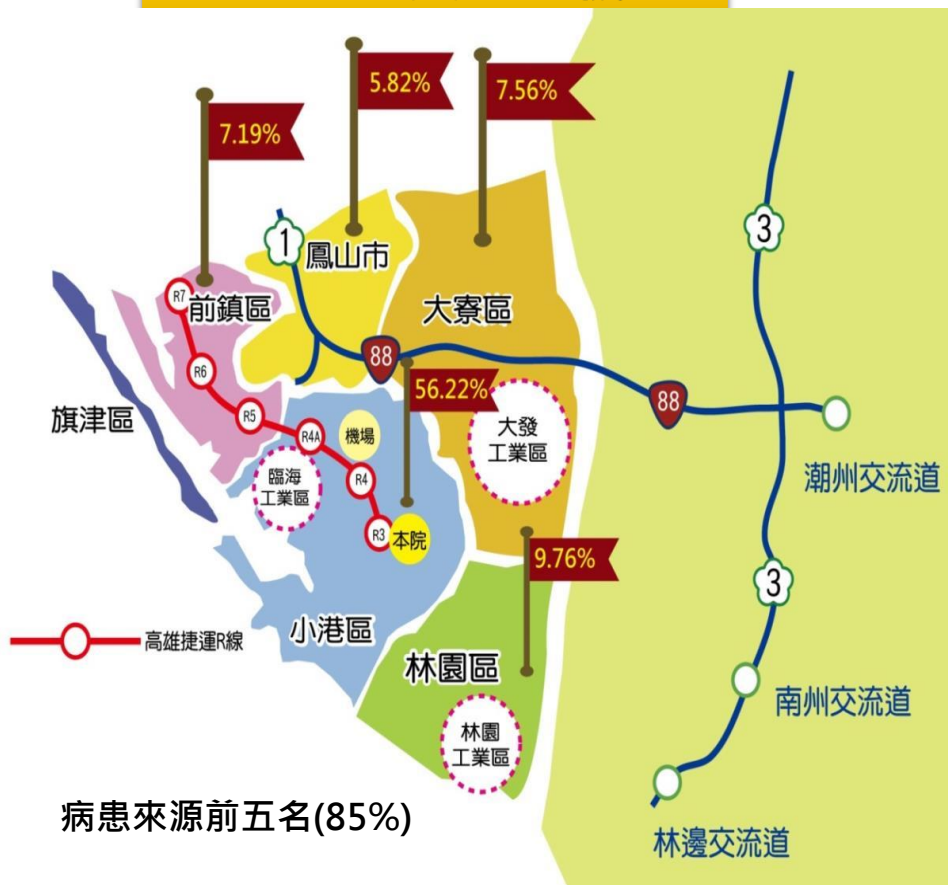 5.82%
7.56%
7.19%
1
鳳山市
3
R7
前鎮區
大寮區
88
R6
56.22%
88
旗津區
R5
R4A
機場
大發
工業區
臨海
工業區
R4
潮州交流道
R3
本院
9.76%
3
小港區
高雄捷運R線
林園區
南州交流道
林園
工業區
病患來源前五名(85%)
林邊交流道